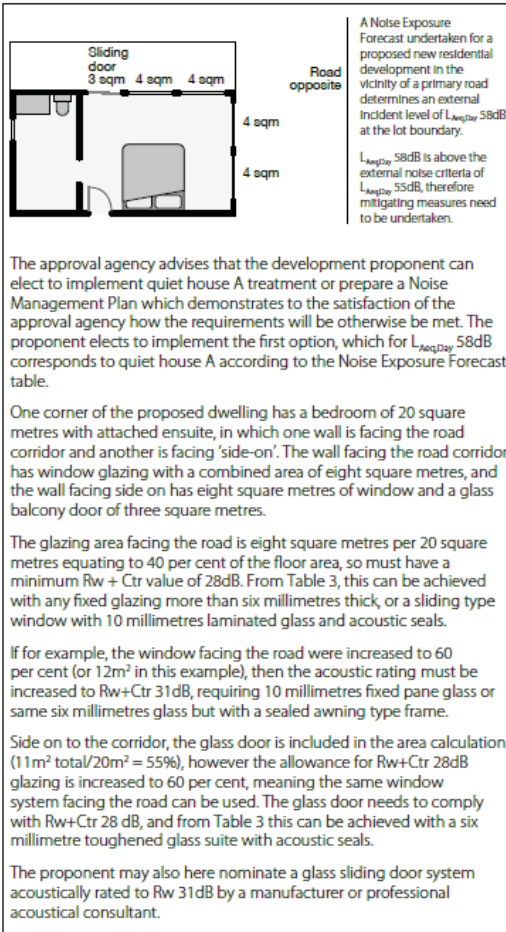 Sliding
door
3 sqm 4 sqm 4 sqm
Road
opposite
4 sqm
4 sqm
A Noise Exposure
Forecast undertaken for a
proposed new residential
development in the
vicinity of a primary road
determines an external
incident level of LAeq,Day 58dB
at the lot boundary.
LAeq,Day 58dB is above the
external noise criteria of
LAeq,Day 55dB, therefore
mitigating measures need
to be undertaken.
The approval agency advises that the development proponent can
elect to implement quiet house A treatment or prepare a Noise
Management Plan which demonstrates to the satisfaction of the
approval agency how the requirements will be otherwise be met. The
proponent elects to implement the first option, which for LAeq,Day 58dB
corresponds to quiet house A according to the Noise Exposure Forecast
table.
One corner of the proposed dwelling has a bedroom of 20 square
metres with attached ensuite, in which one wall is facing the road
corridor and another is facing 'side-on'. The wall facing the road corridor
has window glazing with a combined area of eight square metres, and
the wall facing side on has eight square metres of window and a glass
balcony door of three square metres.
The glazing area facing the road is eight square metres per 20 square
metres equating to 40 per cent of the floor area, so must have a
minimum Rw + Ctr value of 28dB. From Table 3, this can be achieved
with any fixed glazing more than six millimetres thick, or a sliding type
window with 10 millimetres laminated glass and acoustic seals.
If for example, the window facing the road were increased to 60
per cent (or 12m² in this example), then the acoustic rating must be
increased to Rw+Ctr 31dB, requiring 10 millimetres fixed pane glass or
same six millimetres glass but with a sealed awning type frame.
Side on to the corridor, the glass door is included in the area calculation
(11m² total/20m² = 55%), however the allowance for Rw+Ctr 28dB
glazing is increased to 60 per cent, meaning the same window
system facing the road can be used. The glass door needs to comply
with Rw+Ctr 28 dB, and from Table 3 this can be achieved with a six
millimetre toughened glass suite with acoustic seals.
The proponent may also here nominate a glass sliding door system
acoustically rated to Rw 31dB by a manufacturer or professional
acoustical consultant.